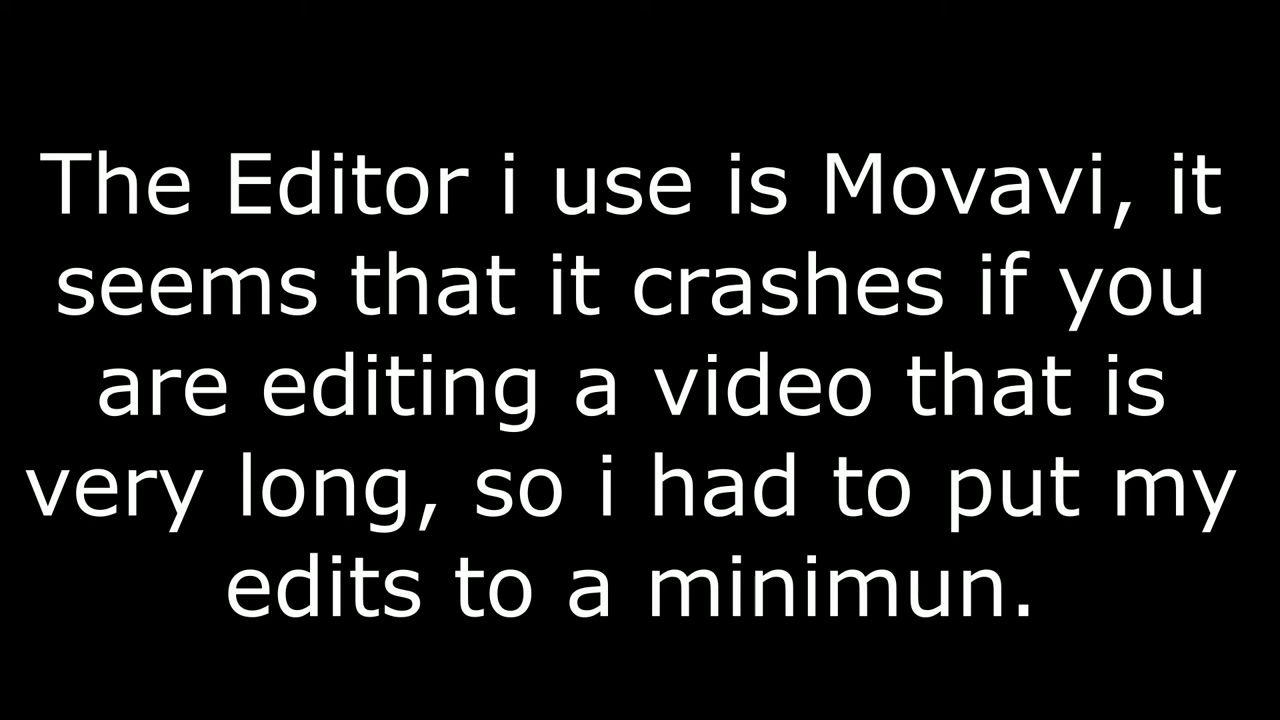 The Editor i use is Movavi, it
seems that it crashes if you
are editing a video that is
very long, so i had to put my
edits to a minimun.